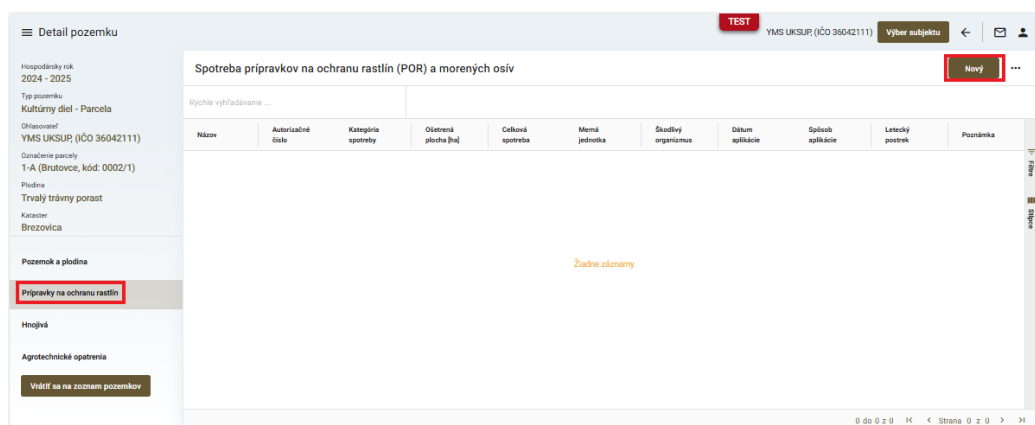 TEST
Detail pozemku
YMS UKSUP, (IČO 36042111)
Výber subjektu
Hospodársky rok
2024 - 2025
Typ pozemku
Kultúrny diel - Parcela
Ohlasovateľ
YMS UKSUP, (IČO 36042111)
Označenie parcely
1-A (Brutovce, kód: 0002/1)
Plodina
Trvalý trávny porast
Kataster
Brezovica
Pozemok a plodina
Prípravky na ochranu rastlín
Hnojivá
Agrotechnické opatrenia
Vrátiť sa na zoznam pozemkov
Spotreba prípravkov na ochranu rastlín (POR) a morených osív
Nový
Rýchle vyhľadávanie ...
Názov
Autorizačné
číslo
Kategória
spotreby
Ošetrená
plocha [ha]
Celková
spotreba
Merná
jednotka
Škodlivý
organizmus
Dátum
aplikácie
Spôsob
aplikácie
Letecký
postrek
Poznámka
Filtre
Stĺpce
Žiadne záznamy
0 do 0 z 0
Strana 0 z 0